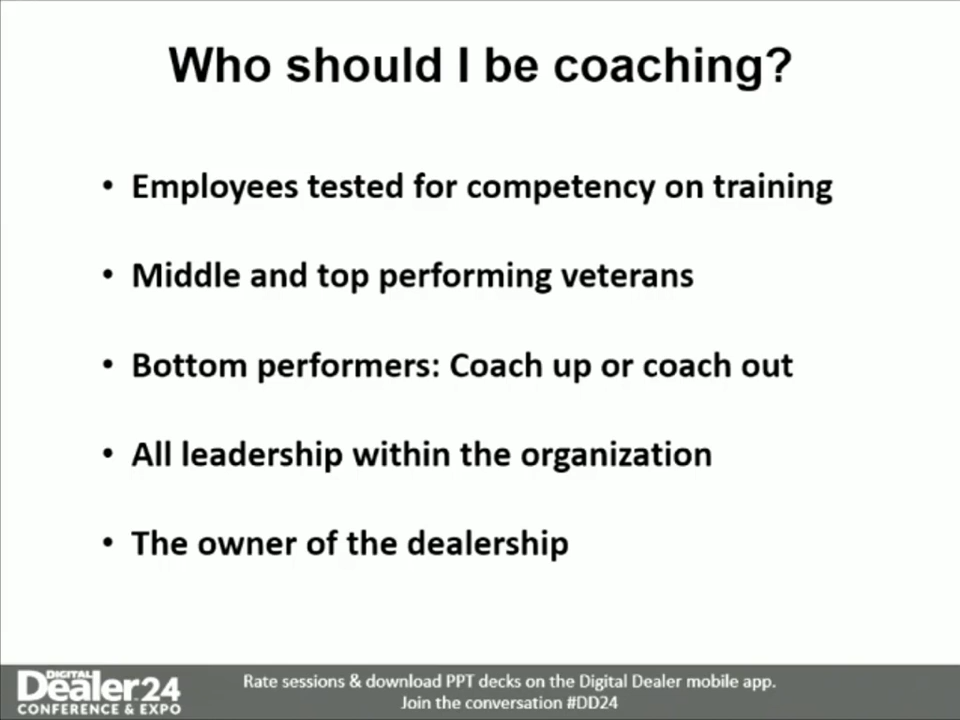 Who should I be coaching?
• Employees tested for competency on training
• Middle and top performing veterans
• Bottom performers: Coach up or coach out
• All leadership within the organization
• The owner of the dealership
DIGITAL
Dealer 24
CONFERENCE & EXPO
Rate sessions & download PPT decks on the Digital Dealer mobile app.
Join the conversation #DD24